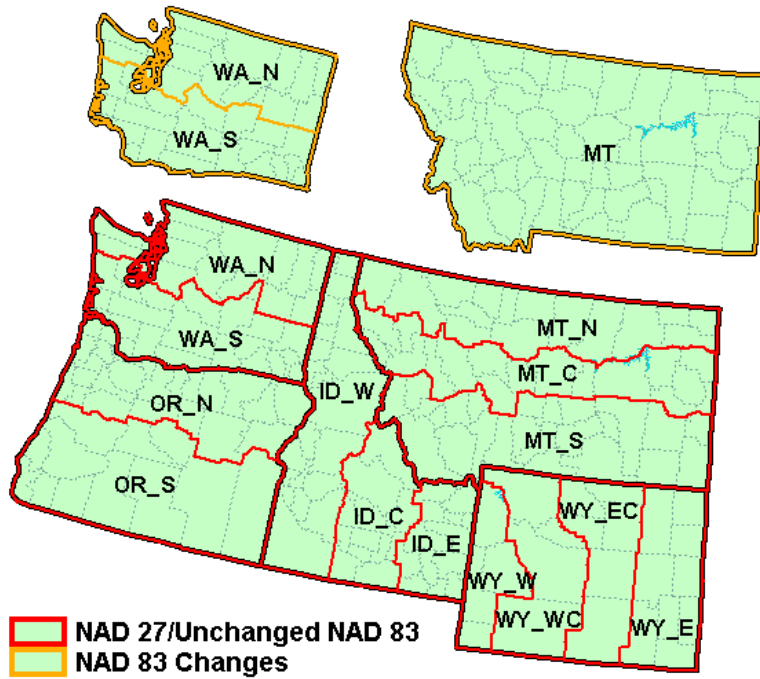 WA_N
WA_S
MT
WA_N
WA_S
MT_N
MT_C
ID_W
OR_N
MT_S
OR_S
ID_C
WY_EC
ID_E
WY_W
WY_WC
WY_E
NAD 27/Unchanged NAD 83
NAD 83 Changes